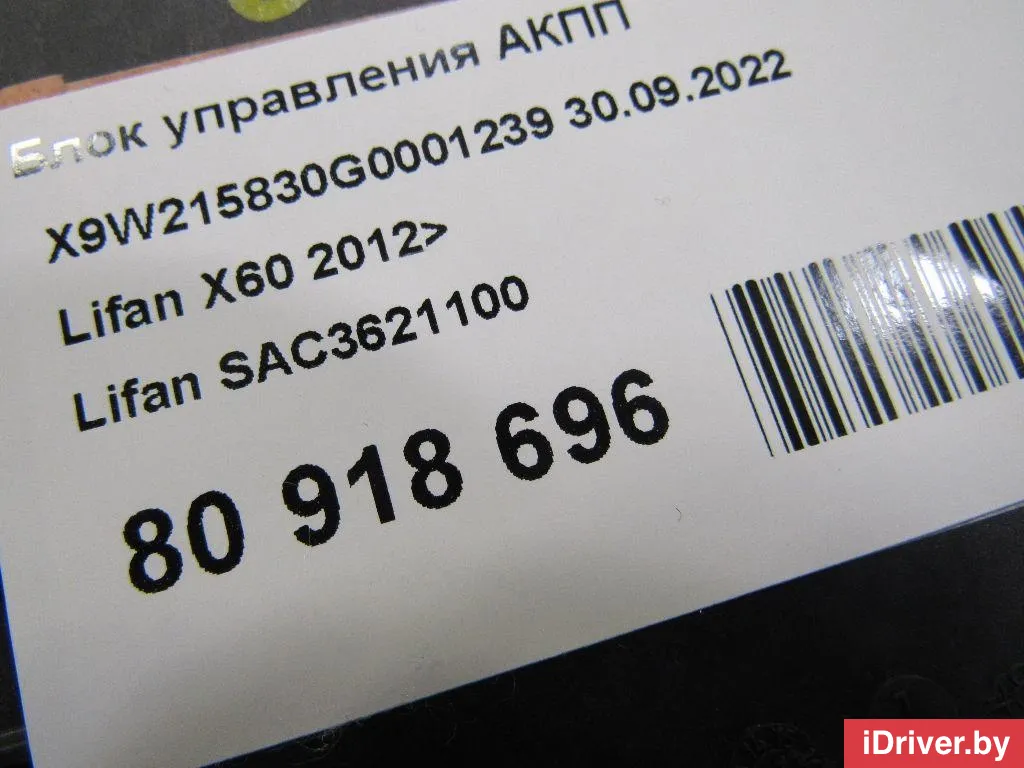 Блок управления АКПП
X9W215830G0001239 30.09.2022
Lifan X60 2012>
Lifan SAC3621100
80 918 696
iDriver.by